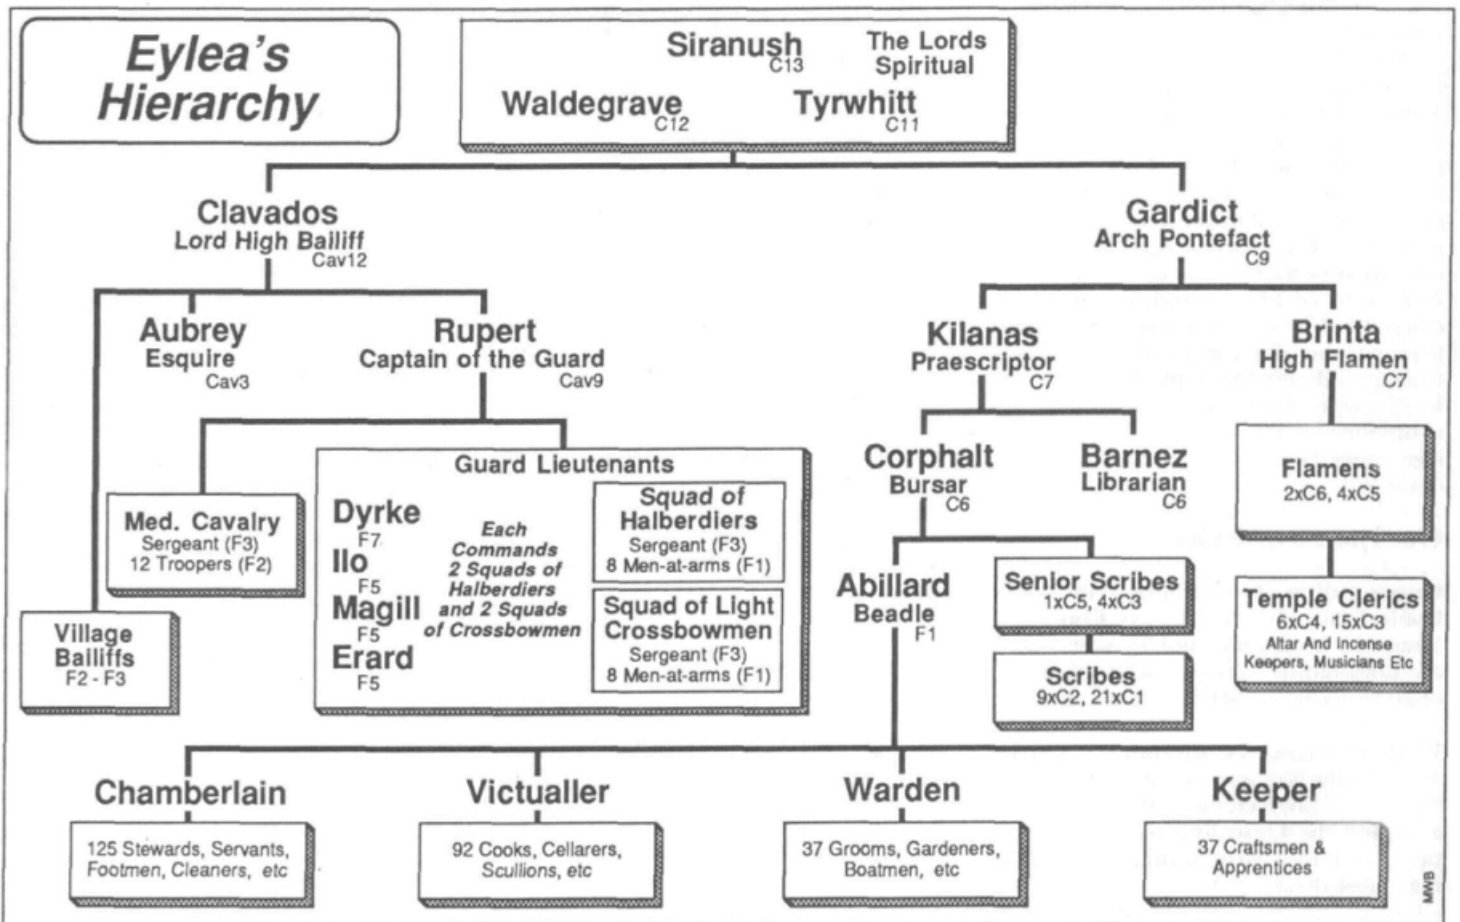 Eylea's
Hierarchy
Siranush
C13
The Lords
Spiritual
Waldegrave
C12
Tyrwhitt
C11
Clavados
Lord High Bailiff
Cav12
Gardict
Arch Pontefact
C9
Aubrey
Esquire
Cav3
Rupert
Captain of the Guard
Cav9
Kilanas
Praescriptor
C7
Brinta
High Flamen
C7
Med. Cavalry
Sergeant (F3)
12 Troopers (F2)
Village
Bailiffs
F2 - F3
Guard Lieutenants
Dyrke
F7
Ilo
F5
Magill
F5
Erard
F5
Each
Commands
2 Squads of
Halberdiers
and 2 Squads
of Crossbowmen
Squad of
Halberdiers
Sergeant (F3)
8 Men-at-arms (F1)
Squad of Light
Crossbowmen
Sergeant (F3)
8 Men-at-arms (F1)
Corphalt
Bursar
C6
Barnez
Librarian
C6
Flamens
2xC6, 4xC5
Abillard
Beadle
F1
Senior Scribes
1xC5, 4xC3
Scribes
9xC2, 21xC1
Temple Clerics
6xC4, 15xC3
Altar And Incense
Keepers, Musicians Etc
Chamberlain
125 Stewards, Servants,
Footmen, Cleaners, etc
Victualler
92 Cooks, Cellarers,
Scullions, etc
Warden
37 Grooms, Gardeners,
Boatmen, etc
Keeper
37 Craftsmen &
Apprentices
MWB